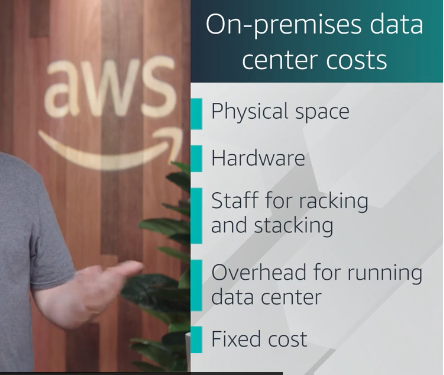 aws
On-premises data
center costs
Physical space
Hardware
Staff for racking
and stacking
Overhead for running
data center
Fixed cost